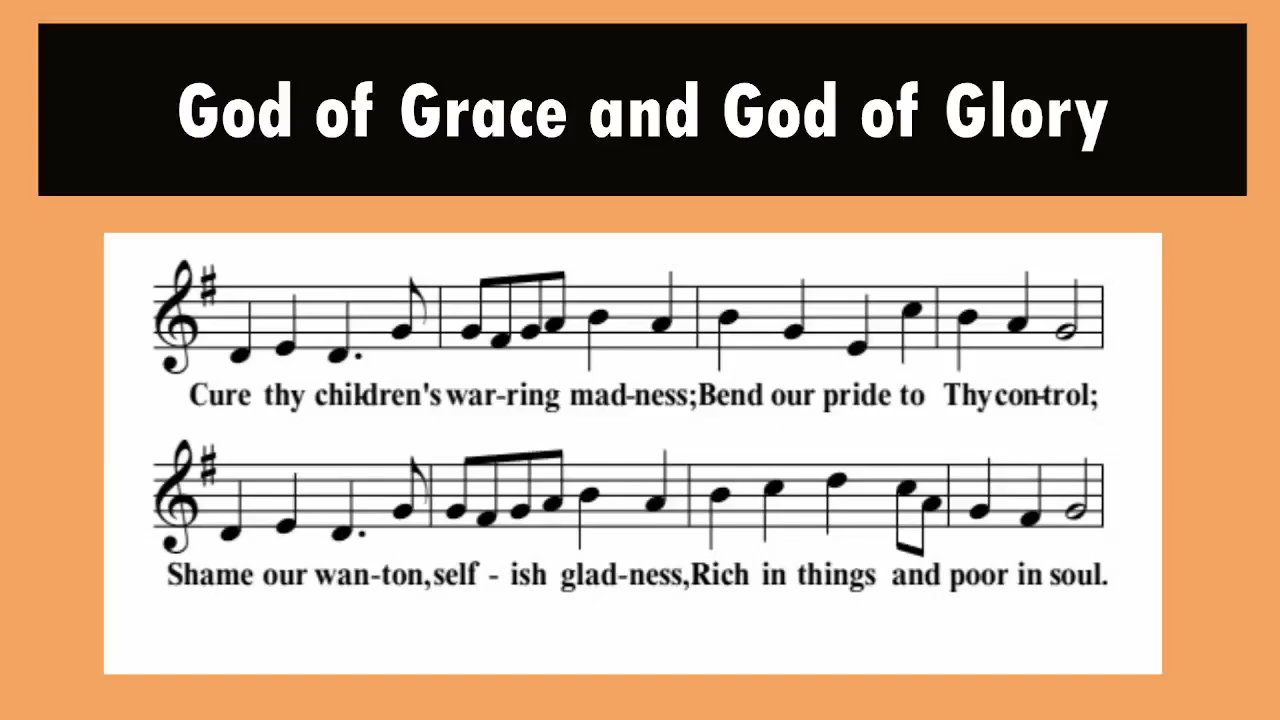 God of Grace and God of Glory
Cure thy children's war-ring mad-ness; Bend our pride to Thy con-trol;
Shame our wan-ton, self - ish glad-ness, Rich in things and poor in soul.